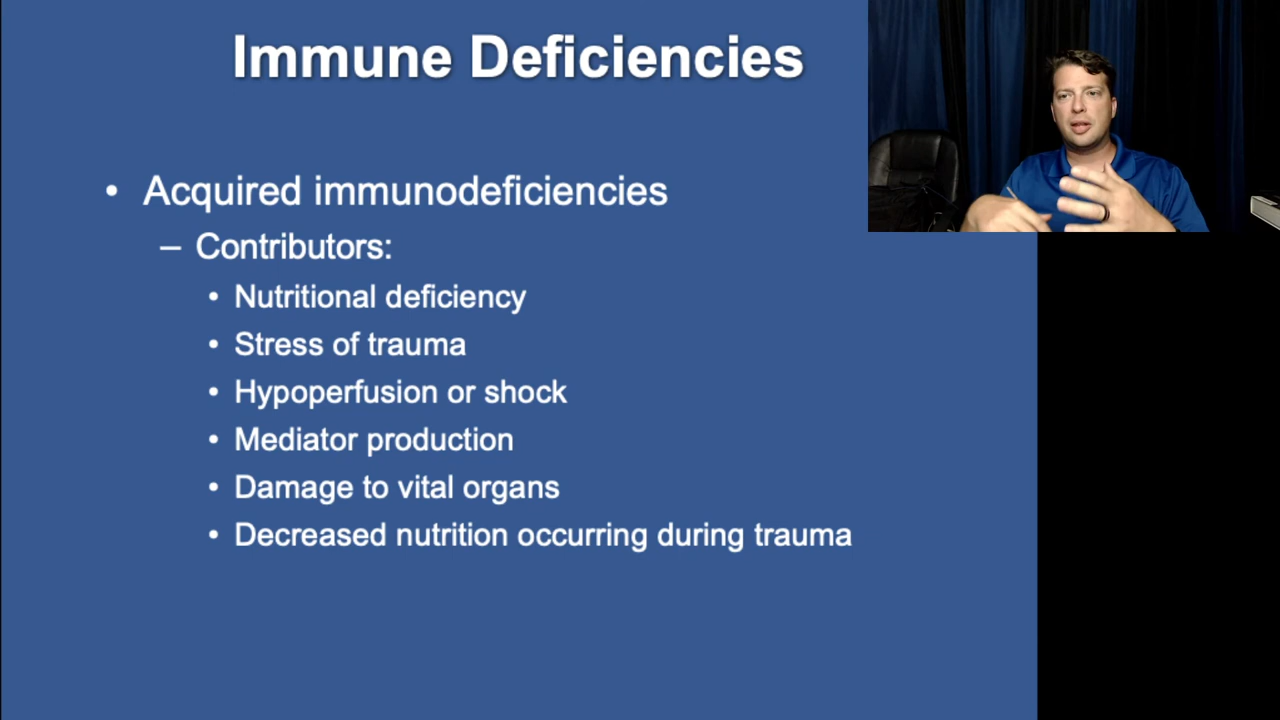 Immune Deficiencies
• Acquired immunodeficiencies
– Contributors:
• Nutritional deficiency
• Stress of trauma
• Hypoperfusion or shock
• Mediator production
• Damage to vital organs
• Decreased nutrition occurring during trauma